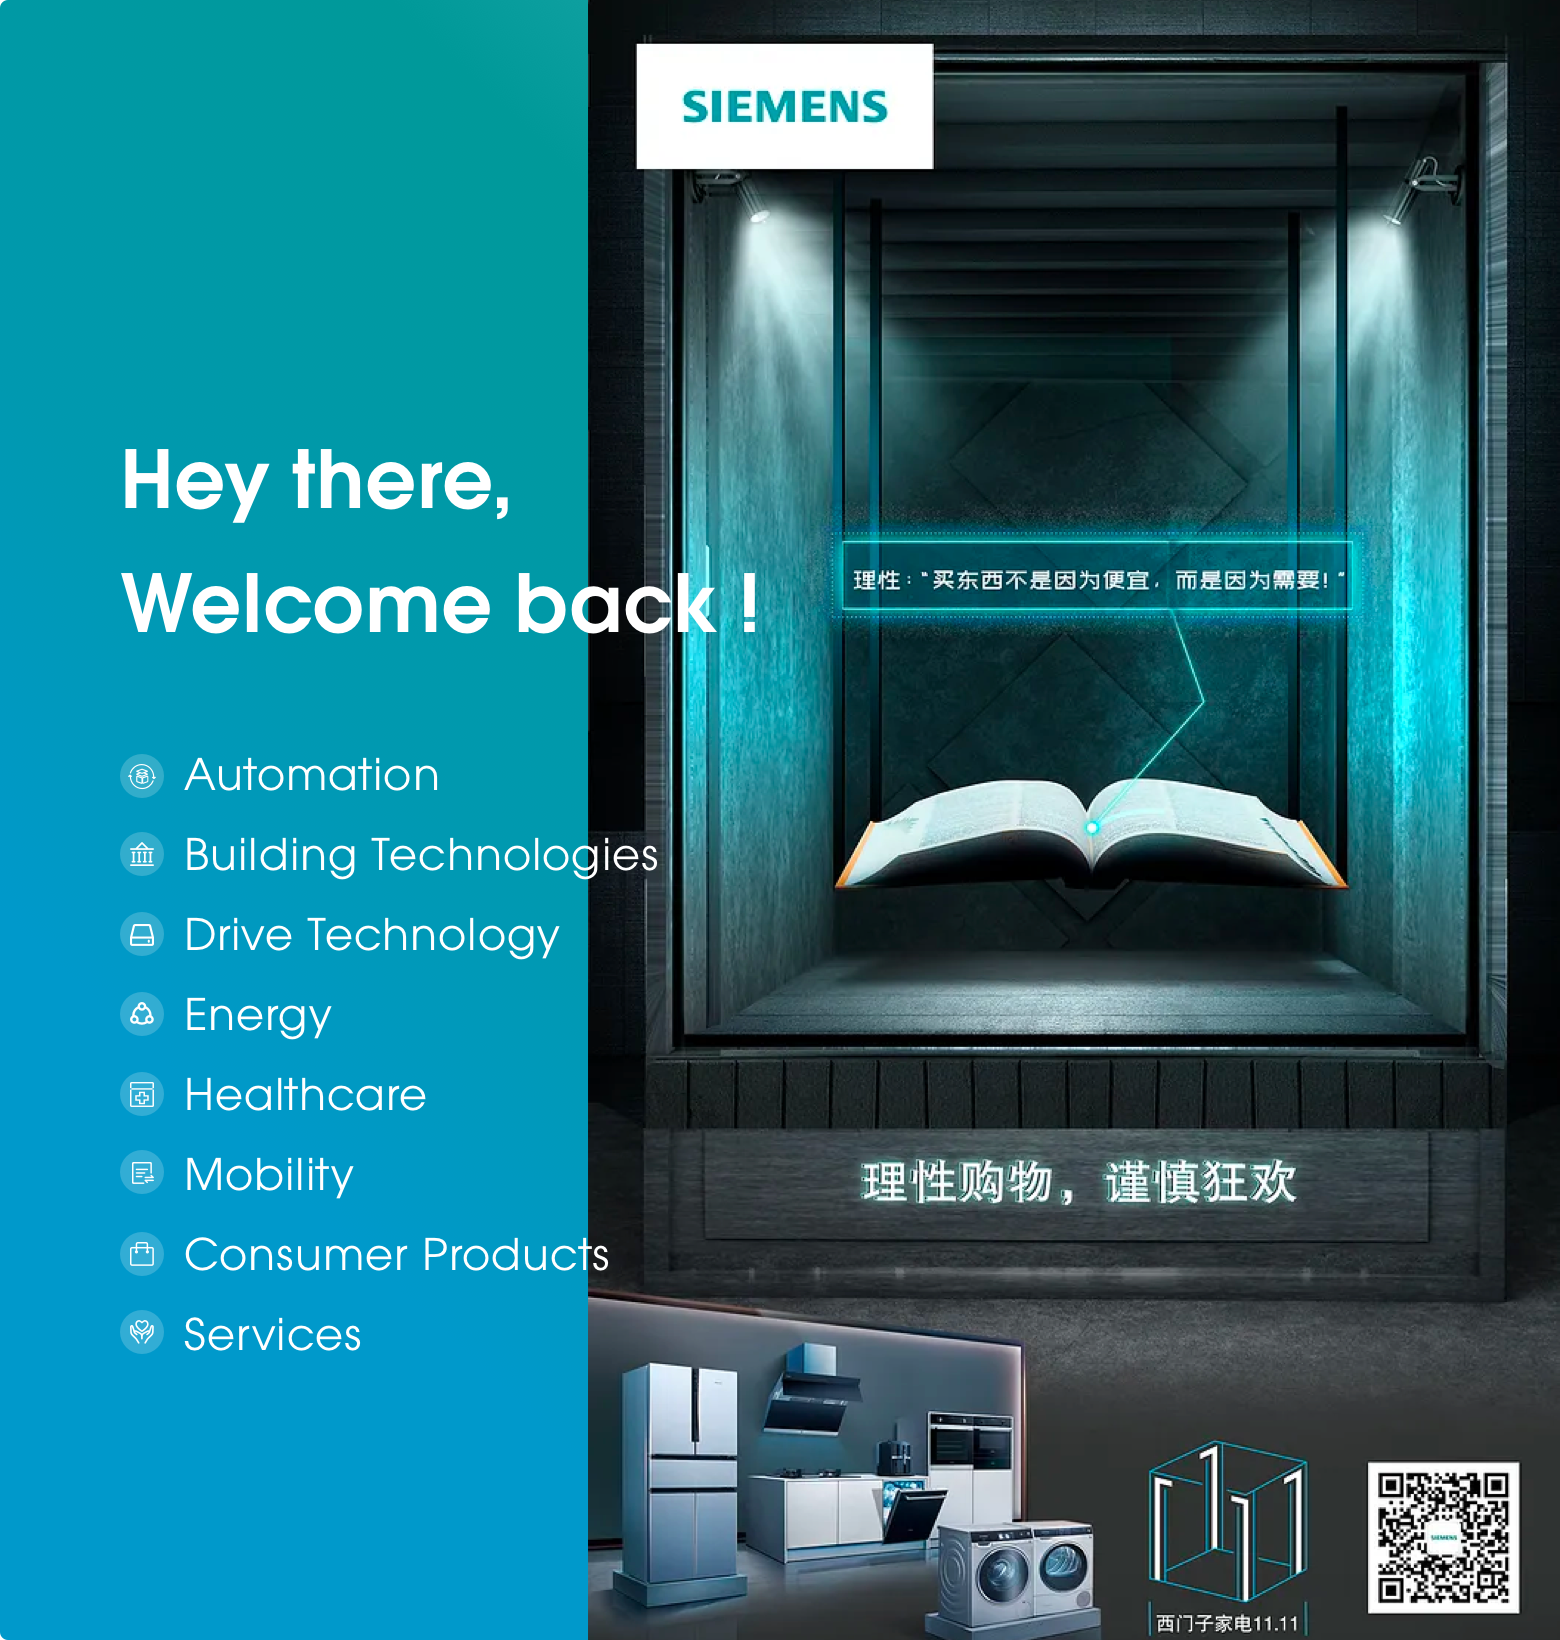 Hey there,
Welcome back !
Automation
Building Technologies
Drive Technology
Energy
Healthcare
Mobility
Consumer Products
Services
SIEMENS
理性：“买东西不是因为便宜，而是因为需要！”
理性购物，谨慎狂欢
1111
西门子家电11.11
SIEMENS